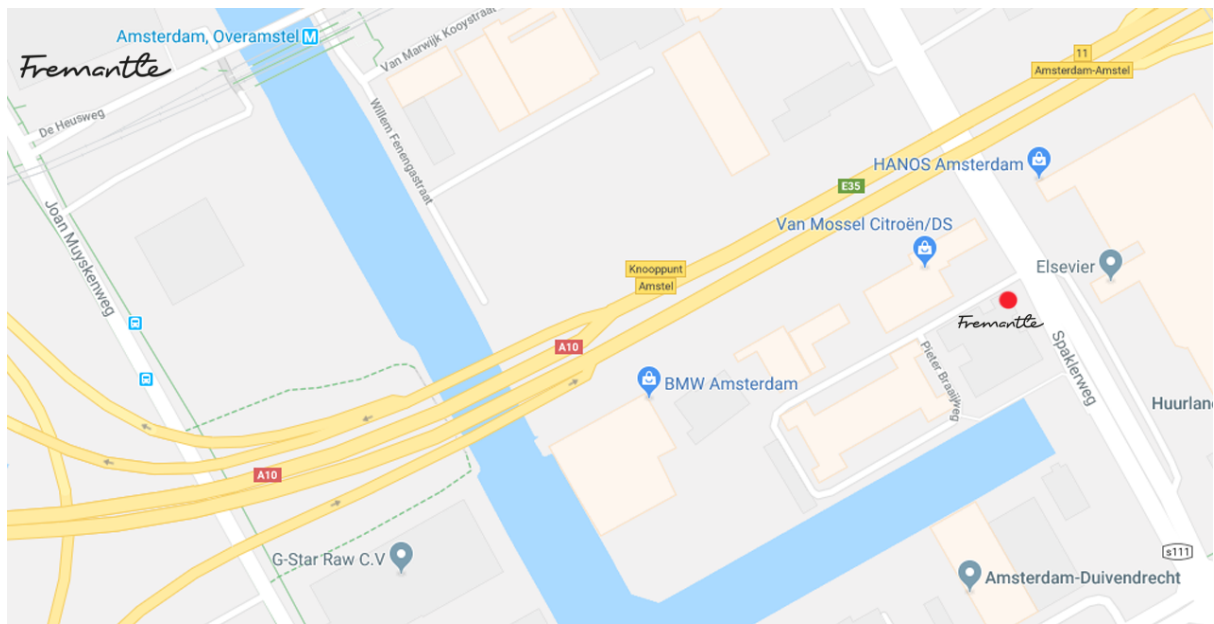 Amsterdam, Overamstel M
Fremantle
Van Marwijk Kooystraat
De Heusweg
Willem Fenengastraat
11
Amsterdam-Amstel
HANOS Amsterdam
E35
Joan Muyskenweg
Van Mossel Citroën/DS
Knooppunt
Amstel
Elsevier
Fremantle
A10
Spaklerweg
Pieter Braaijweg
BMW Amsterdam
Huurlan
A10
G-Star Raw C.V
s111
Amsterdam-Duivendrecht